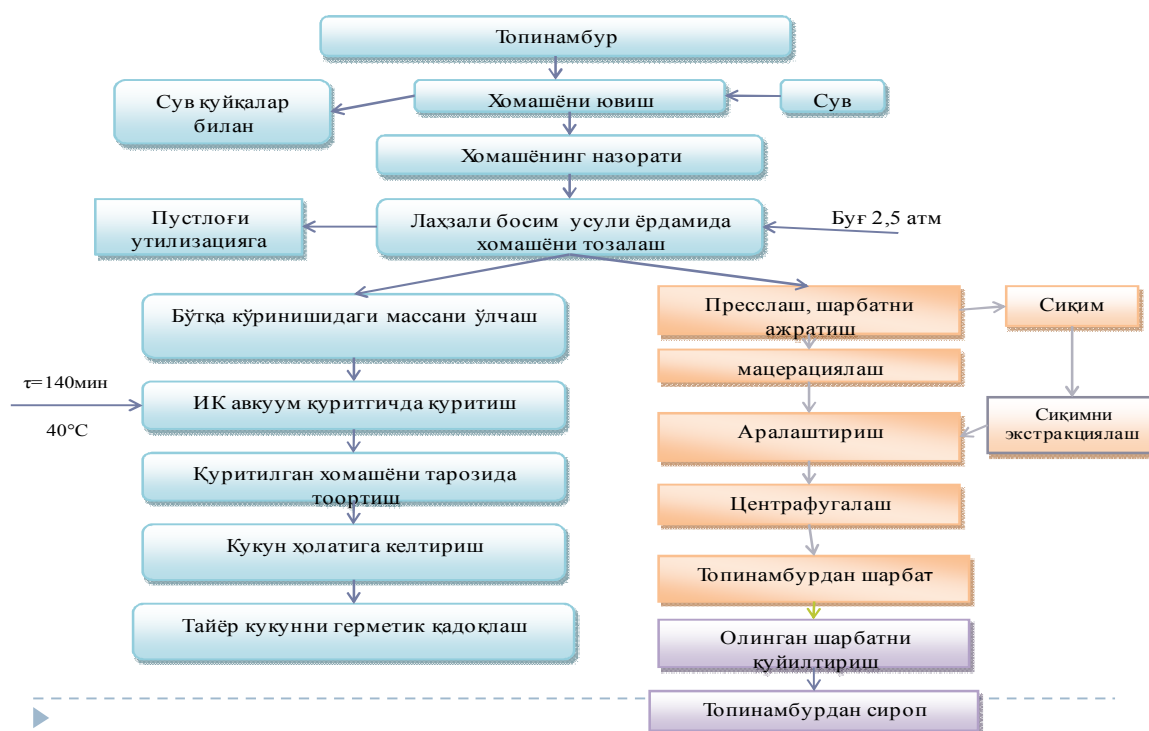 Топинамбур
Сув қуйқалар
билан
Хомашёни ювиш
Сув
Хомашёнинг назорати
Пустлоғи
утилизацияга
Лаҳзали босим усули ёрдамида
хомашёни тозалаш
Буғ 2,5 атм
Бўтқа кўринишидаги массани ўлчаш
Пресслаш, шарбатни
ажратиш
Сиқим
τ=140мин
40°С
ИК авкуум қуритгичда қуритиш
мацерациялаш
Аралаштириш
Сиқимни
экстракциялаш
Қуритилган хомашёни тарозида
тоортиш
Центрафугалаш
Кукун ҳолатига келтириш
Топинамбурдан шарбат
Тайёр кукунни герметик қадоқлаш
Олинган шарбатни
қуйилтириш
Топинамбурдан сироп